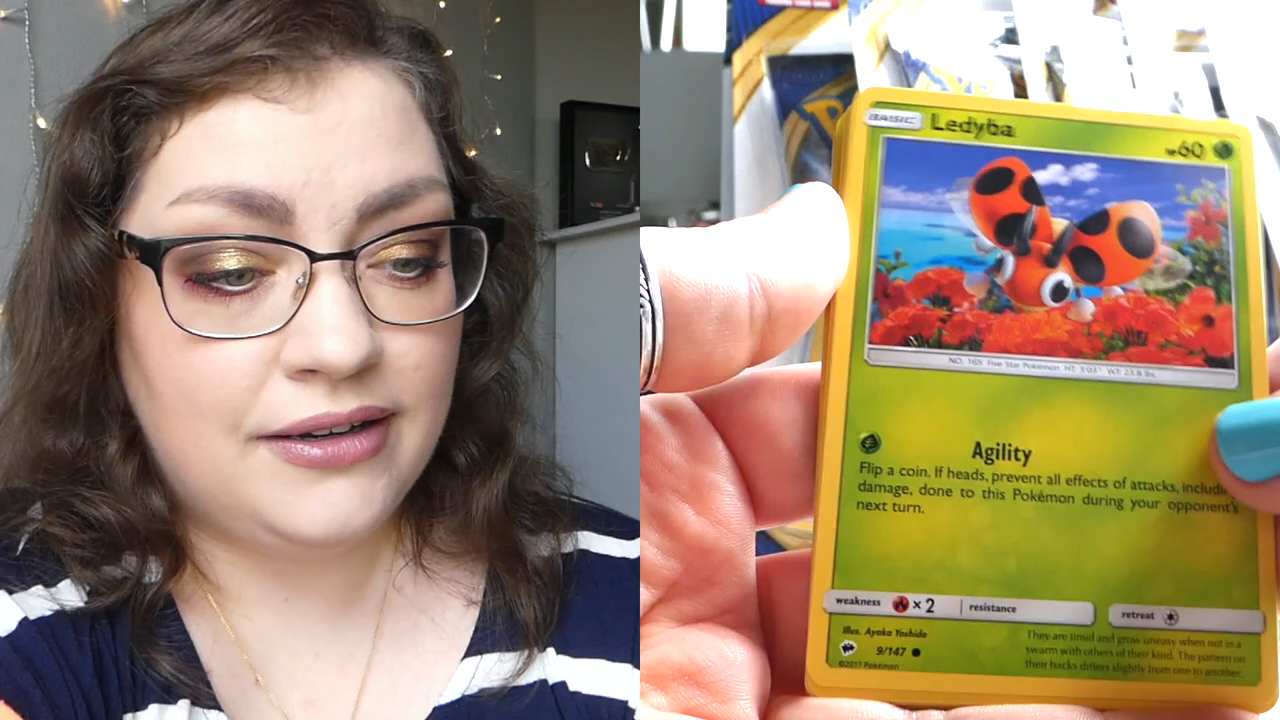 BASIC Ledyba HP60
NO. 165 Five Star Pokémon HT: 3'03" WT: 23.8 lbs.
Agility
Flip a coin. If heads, prevent all effects of attacks, includin
damage, done to this Pokémon during your opponent's
next turn.
weakness ×2 resistance retreat
Illus. Ayaka Yoshida
9/147
©2017 Pokémon
They are timid and grow uneasy when not in a
swarm with others of their kind. The pattern on
their backs differs slightly from one to another.